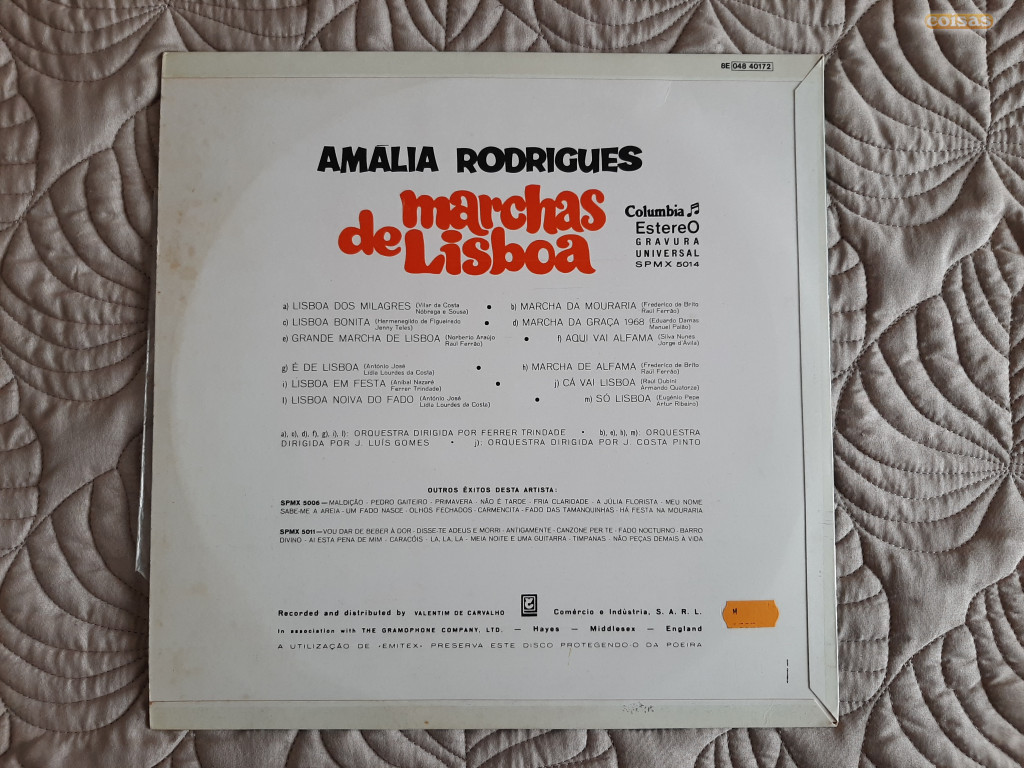 coisas
8E 048 40172
AMÁLIA RODRIGUES
marchas
de Lisboa
Columbia
EstereO
GRAVURA
UNIVERSAL
SPMX 5014
a) LISBOA DOS MILAGRES (Vilar da Costa Nóbrega e Sousa) • b) MARCHA DA MOURARIA (Frederico de Brito Raul Ferrão)
c) LISBOA BONITA (Hermenegildo de Figueiredo Jenny Teles) • d) MARCHA DA GRAÇA 1968 (Eduardo Damas Manuel Paião)
e) GRANDE MARCHA DE LISBOA (Norberto Araújo Raul Ferrão) • f) AQUI VAI ALFAMA (Silva Nunes Jorge d'Ávila)
g) É DE LISBOA (António José Lídia Lourdes da Costa) • h) MARCHA DE ALFAMA (Frederico de Brito Raul Ferrão)
i) LISBOA EM FESTA (Aníbal Nazaré Ferrer Trindade) • j) CÁ VAI LISBOA (Raul Dubini Armando Quatorze)
l) LISBOA NOIVA DO FADO (António José Lídia Lourdes da Costa) • m) SÓ LISBOA (Eugénio Pepe Artur Ribeiro)
a), c), d), f), g), i), l): ORQUESTRA DIRIGIDA POR FERRER TRINDADE • b), e), h), m): ORQUESTRA
DIRIGIDA POR J. LUÍS GOMES • j): ORQUESTRA DIRIGIDA POR J. COSTA PINTO
OUTROS ÊXITOS DESTA ARTISTA:
SPMX 5006 — MALDIÇÃO - PEDRO GAITEIRO - PRIMAVERA - NÃO É TARDE - FRIA CLARIDADE - A JÚLIA FLORISTA - MEU NOME
SABE-ME A AREIA - UM FADO NASCE - OLHOS FECHADOS - CARMENCITA - FADO DAS TAMANQUINHAS - HÁ FESTA NA MOURARIA
SPMX 5011 — VOU DAR DE BEBER À DOR - DISSE-TE ADEUS E MORRI - ANTIGAMENTE - CANZONE PER TE - FADO NOCTURNO - BARRO
DIVINO - AI ESTA PENA DE MIM - CARACÓIS - LA, LA, LA - MEIA NOITE E UMA GUITARRA - TIMPANAS - NÃO PEÇAS DEMAIS À VIDA
Recorded and distributed by VALENTIM DE CARVALHO Comércio e Indústria, S. A. R. L.
In association with THE GRAMOPHONE COMPANY, LTD. — Hayes — Middlesex — England
A UTILIZAÇÃO DE «EMITEX» PRESERVA ESTE DISCO PROTEGENDO-O DA POEIRA
M